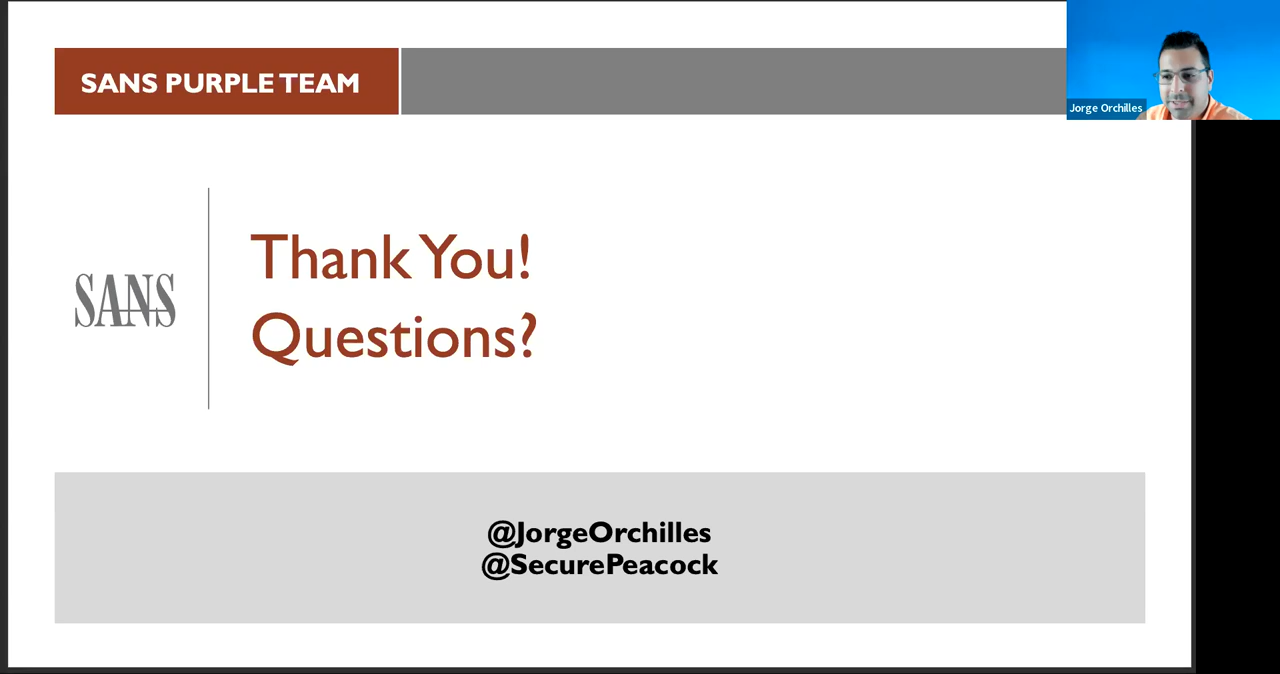 SANS PURPLE TEAM
Jorge Orchilles
SANS
Thank You!
Questions?
@JorgeOrchilles
@SecurePeacock